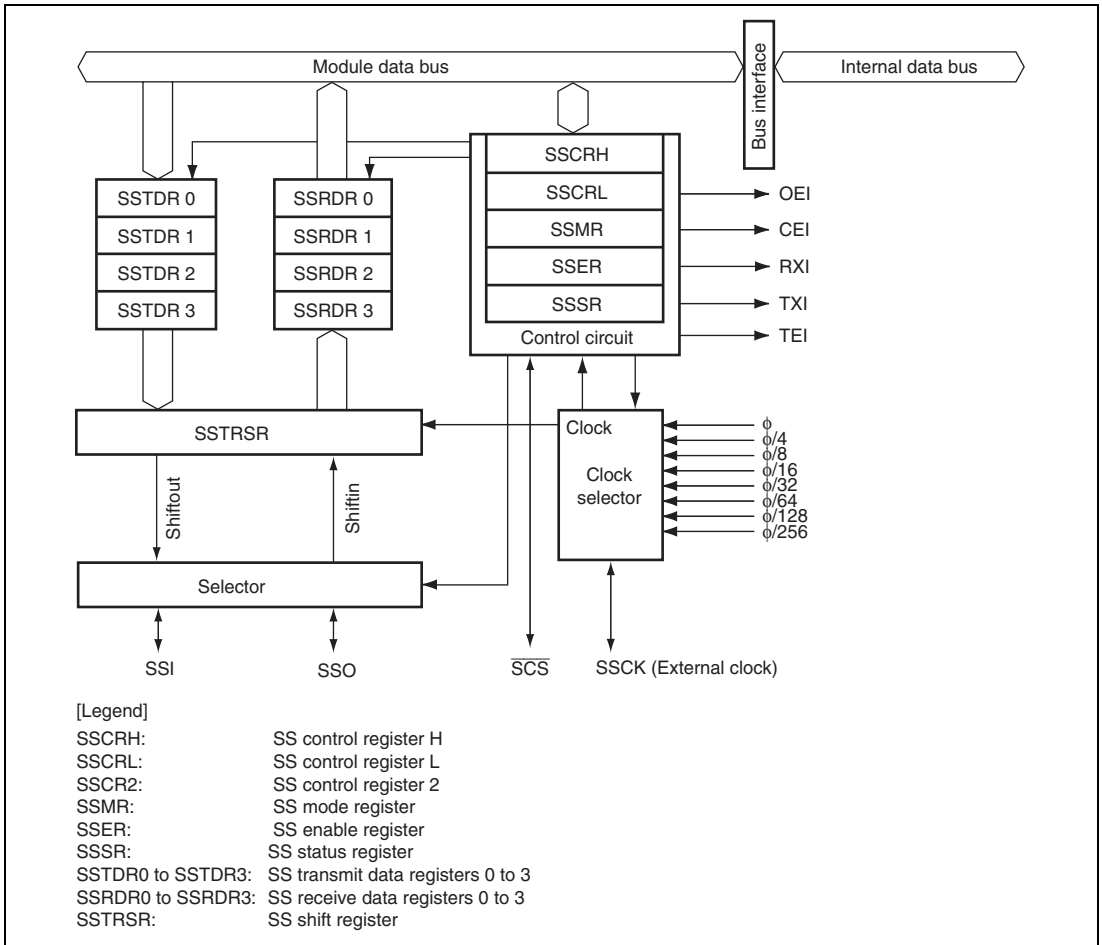 Module data bus
Bus interface
Internal data bus
SSTDR 0
SSTDR 1
SSTDR 2
SSTDR 3
SSRDR 0
SSRDR 1
SSRDR 2
SSRDR 3
SSCRH
SSCRL
SSMR
SSER
SSSR
Control circuit
OEI
CEI
RXI
TXI
TEI
SSTRSR
Clock
Clock
selector
ϕ
ϕ/4
ϕ/8
ϕ/16
ϕ/32
ϕ/64
ϕ/128
ϕ/256
Shiftout
Shiftin
Selector
SSI
SSO
S̅C̅S̅
SSCK (External clock)
[Legend]
SSCRH: SS control register H
SSCRL: SS control register L
SSCR2: SS control register 2
SSMR: SS mode register
SSER: SS enable register
SSSR: SS status register
SSTDR0 to SSTDR3: SS transmit data registers 0 to 3
SSRDR0 to SSRDR3: SS receive data registers 0 to 3
SSTRSR: SS shift register